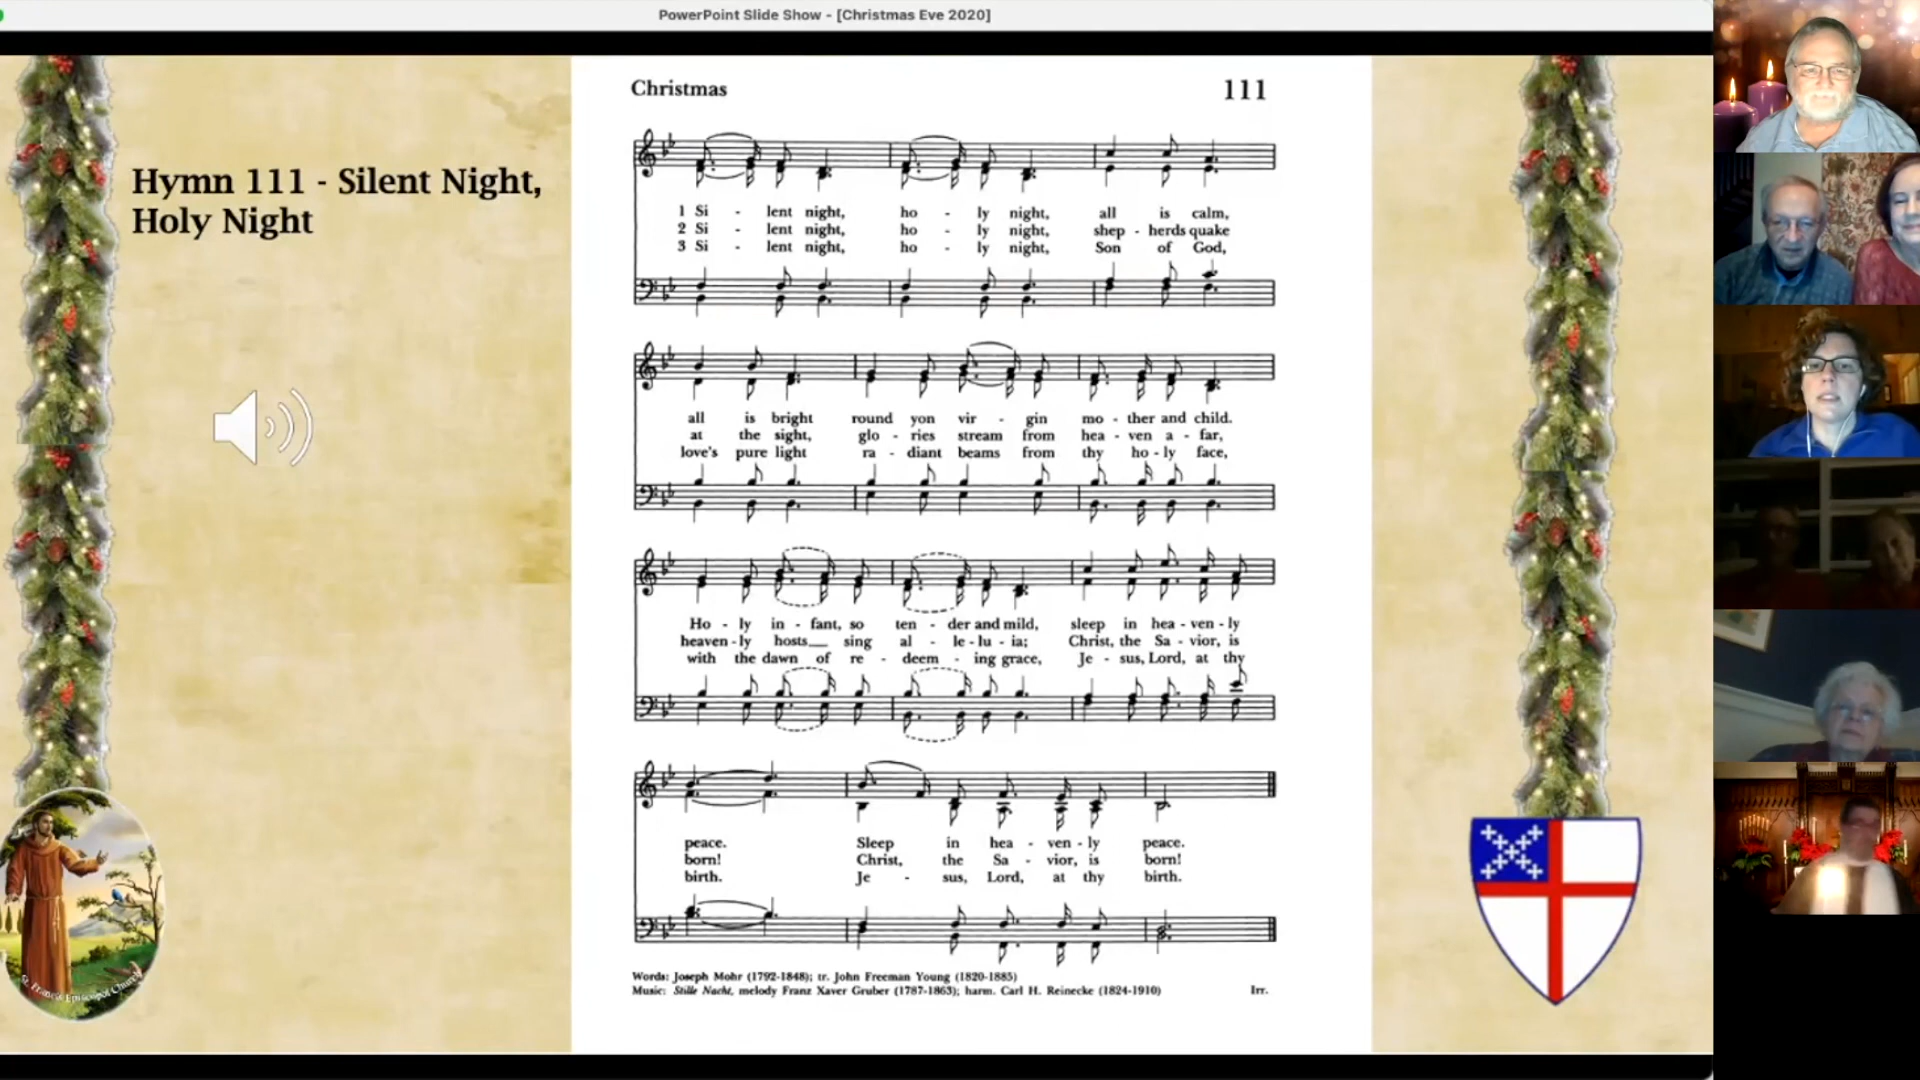 PowerPoint Slide Show - [Christmas Eve 2020]
Hymn 111 - Silent Night,
Holy Night
Christmas 111
1 Si - lent night, ho - ly night, all is calm,
2 Si - lent night, ho - ly night, shep - herds quake
3 Si - lent night, ho - ly night, Son of God,
all is bright round yon vir - gin mo - ther and child.
at the sight, glo - ries stream from hea - ven a - far,
love's pure light ra - diant beams from thy ho - ly face,
Ho - ly in - fant, so ten - der and mild, sleep in hea - ven - ly
heaven - ly hosts__ sing al - le - lu - ia; Christ, the Sa - vior, is
with the dawn of re - deem - ing grace, Je - sus, Lord, at thy
peace. Sleep in hea - ven - ly peace.
born! Christ, the Sa - vior, is born!
birth. Je - sus, Lord, at thy birth.
Words: Joseph Mohr (1792-1848); tr. John Freeman Young (1820-1885)
Music: Stille Nacht, melody Franz Xaver Gruber (1787-1863); harm. Carl H. Reinecke (1824-1910) Irr.
St. Francis Episcopal Church